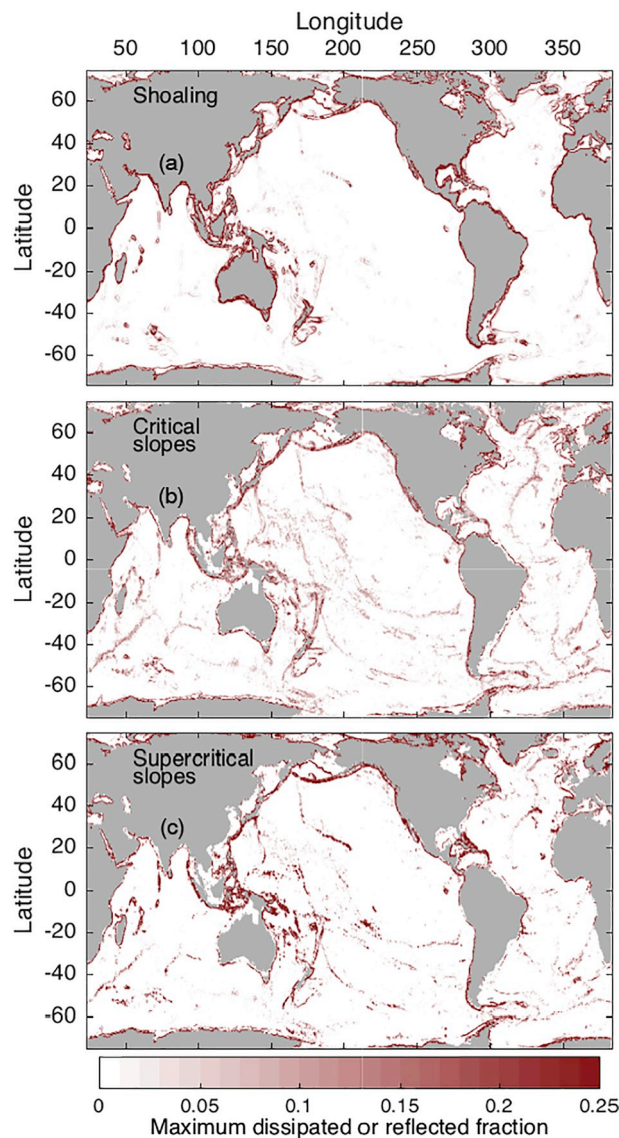 Longitude
50 100 150 200 250 300 350
Shoaling
(a)
Latitude
60
40
20
0
-20
-40
-60
Critical
slopes
(b)
Latitude
60
40
20
0
-20
-40
-60
Supercritical
slopes
(c)
Latitude
60
40
20
0
-20
-40
-60
0 0.05 0.1 0.15 0.2 0.25
Maximum dissipated or reflected fraction